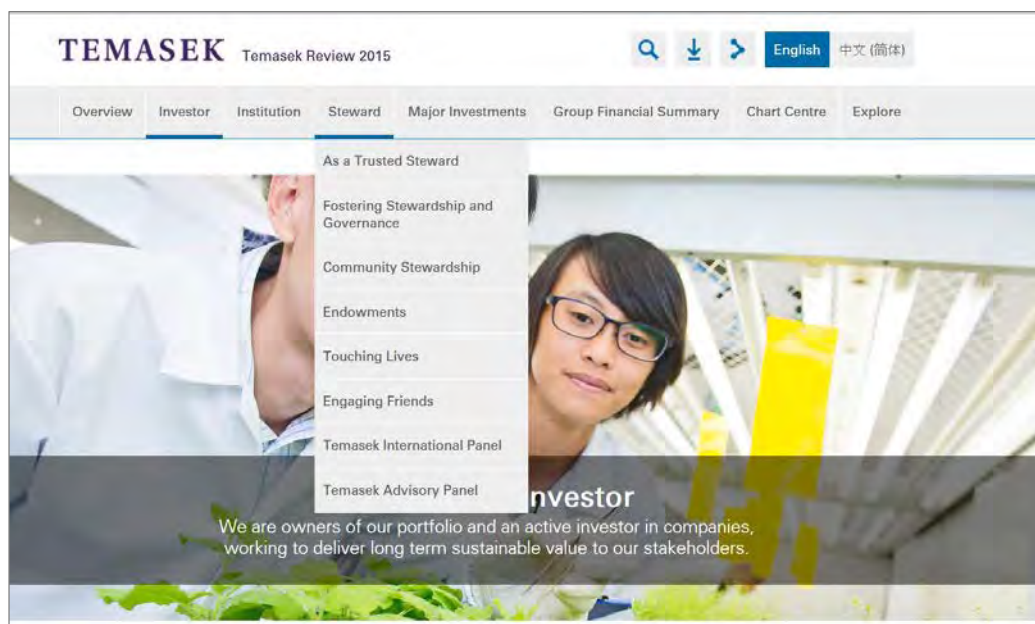 TEMASEK Temasek Review 2015
English 中文 (简体)
Overview Investor Institution Steward Major Investments Group Financial Summary Chart Centre Explore
As a Trusted Steward
Fostering Stewardship and
Governance
Community Stewardship
Endowments
Touching Lives
Engaging Friends
Temasek International Panel
Temasek Advisory Panel
nvestor
We are owners of our portfolio and an active investor in companies,
working to deliver long term sustainable value to our stakeholders.